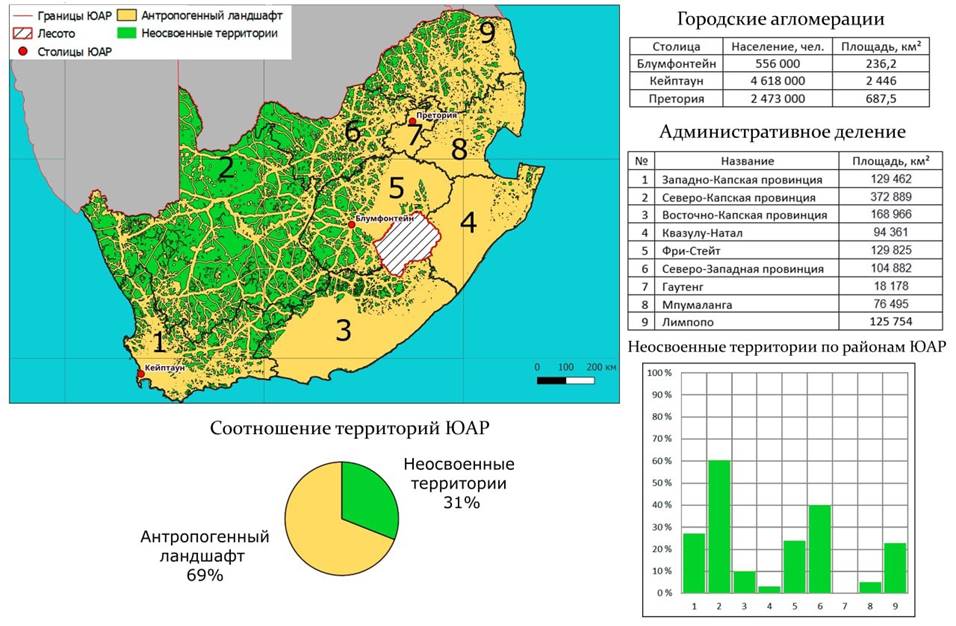 Границы ЮАР
Лесото
Столицы ЮАР
Антропогенный ландшафт
Неосвоенные территории
1
2
3
4
5
6
7
8
9
Претория
Блумфонтейн
Кейптаун
0 100 200 км
Городские агломерации
Столица Население, чел. Площадь, км²
Блумфонтейн 556 000 236,2
Кейптаун 4 618 000 2 446
Претория 2 473 000 687,5
Административное деление
№ Название Площадь, км²
1 Западно-Капская провинция 129 462
2 Северо-Капская провинция 372 889
3 Восточно-Капская провинция 168 966
4 Квазулу-Натал 94 361
5 Фри-Стейт 129 825
6 Северо-Западная провинция 104 882
7 Гаутенг 18 178
8 Мпумаланга 76 495
9 Лимпопо 125 754
Неосвоенные территории по районам ЮАР
100 %
90 %
80 %
70 %
60 %
50 %
40 %
30 %
20 %
10 %
0 %
1 2 3 4 5 6 7 8 9
Соотношение территорий ЮАР
Неосвоенные
территории
31%
Антропогенный
ландшафт
69%